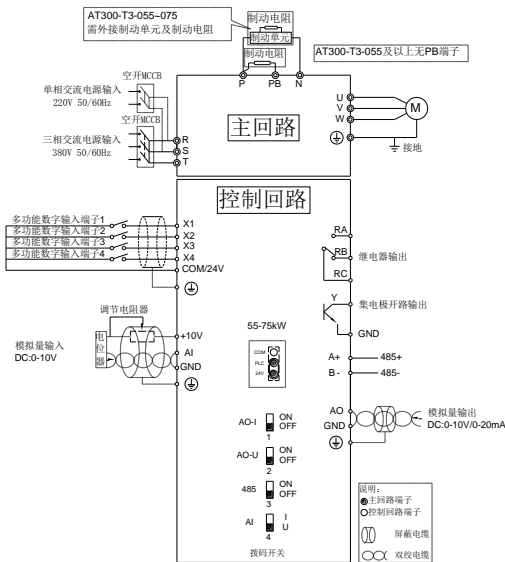 AT300-T3-055~075
需外接制动单元及制动电阻
制动电阻
制动单元
制动电阻
AT300-T3-055及以上无PB端子
P
PB
N
空开MCCB
单相交流电源输入
220V 50/60Hz
空开MCCB
三相交流电源输入
380V 50/60Hz
R
S
T
主回路
U
V
W
M
接地
控制回路
多功能数字输入端子1
多功能数字输入端子2
多功能数字输入端子3
多功能数字输入端子4
X1
X2
X3
X4
COM/24V
RA
RB
RC
继电器输出
Y
集电极开路输出
GND
调节电阻器
电位器
模拟量输入
DC:0-10V
+10V
AI
GND
55-75kW
COM
PLC
24V
A+
485+
B-
485-
AO
GND
模拟量输出
DC:0-10V/0-20mA
AO-I
ON
OFF
1
AO-U
ON
OFF
2
485
ON
OFF
3
AI
I
U
4
拨码开关
说明:
主回路端子
控制回路端子
屏蔽电缆
双绞电缆